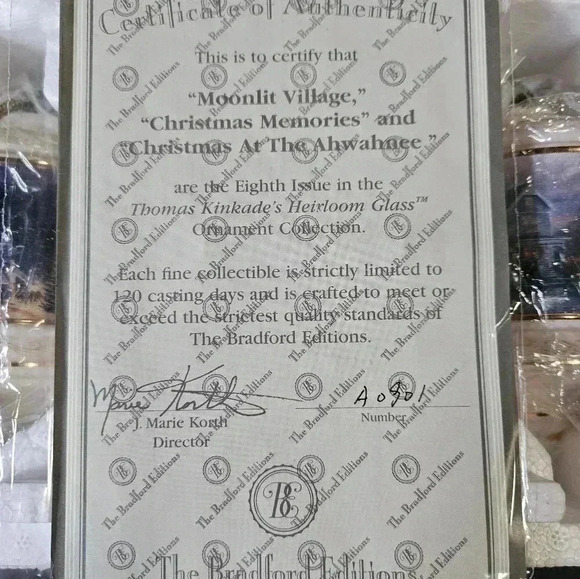 Certificate of Authenticity
This is to certify that
"Moonlit Village,"
"Christmas Memories" and
"Christmas At The Ahwahnee"
are the Eighth Issue in the
Thomas Kinkade's Heirloom Glass™
Ornament Collection.
Each fine collectible is strictly limited to
120 casting days and is crafted to meet or
exceed the strictest quality standards of
The Bradford Editions.
Marie Korth
J. Marie Korth
Director
Number
BE
The Bradford Editions